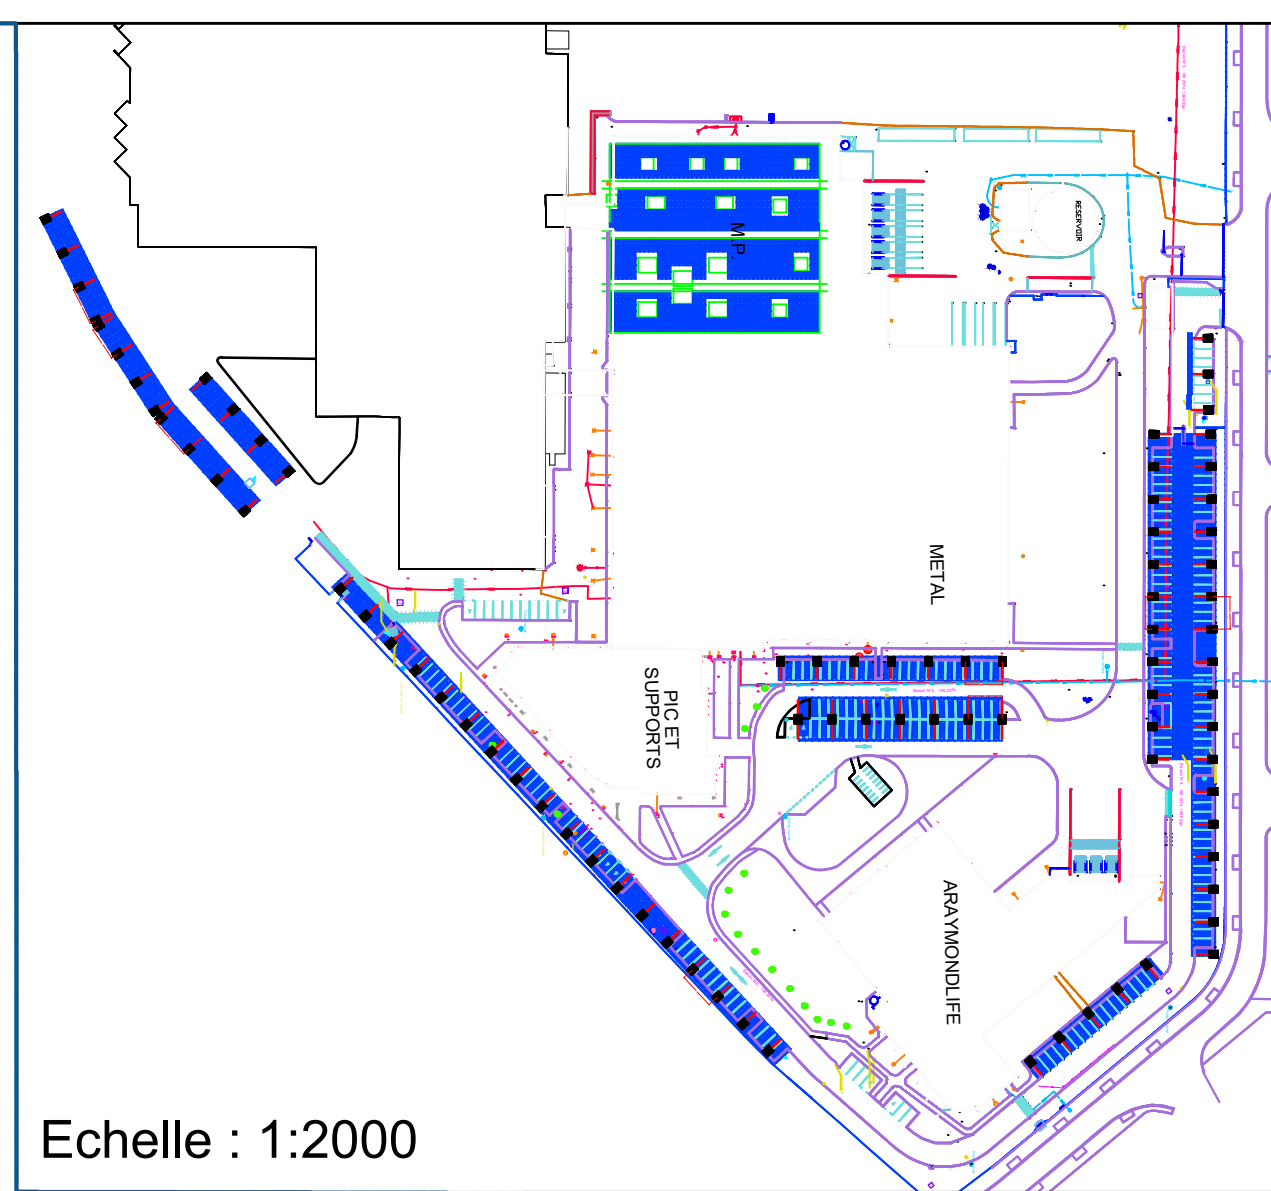 M.P.
RESERVOIR
METAL
PIC ET
SUPPORTS
ARAYMONDLIFE
Echelle : 1:2000